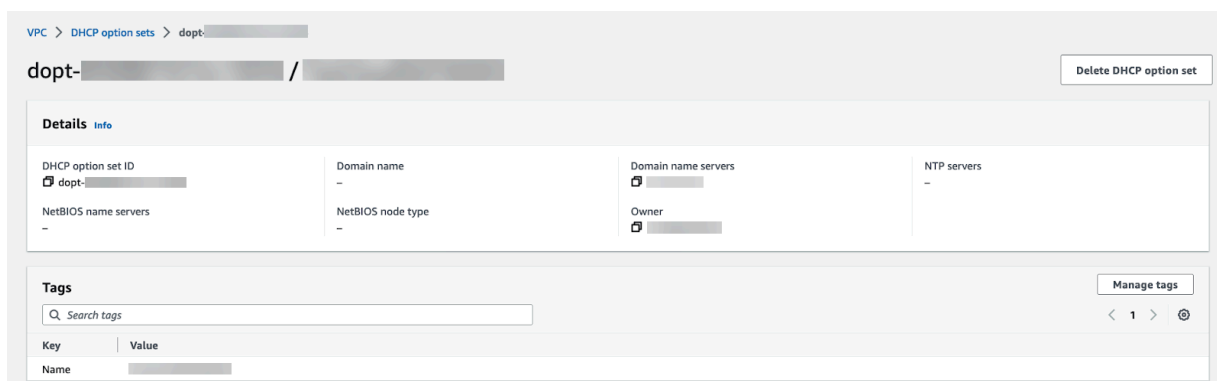 VPC > DHCP option sets > dopt-
dopt- /
Delete DHCP option set
Details Info
DHCP option set ID
dopt-
Domain name
–
Domain name servers
NTP servers
–
NetBIOS name servers
–
NetBIOS node type
–
Owner
Tags
Manage tags
Search tags
< 1 >
Key Value
Name